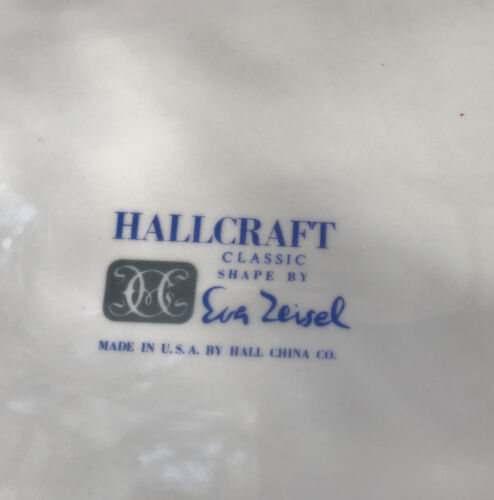 HALLCRAFT
CLASSIC
SHAPE BY
Eva Zeisel
MADE IN U.S.A. BY HALL CHINA CO.